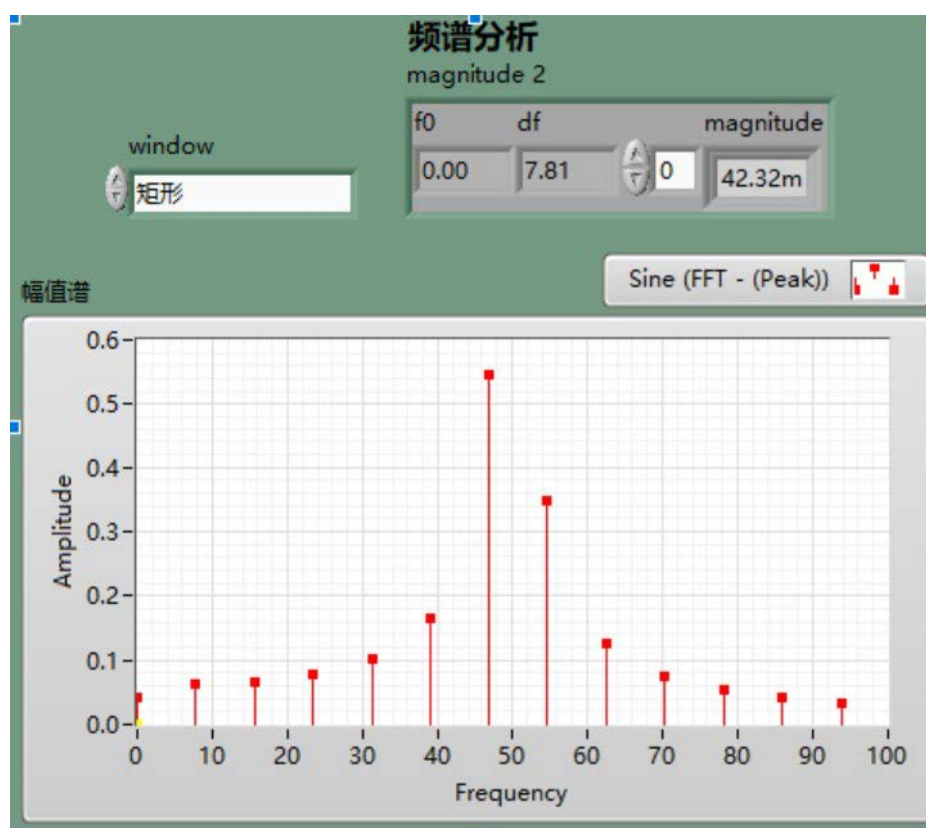 频谱分析
magnitude 2
f0 df magnitude
0.00 7.81 0 42.32m
window
矩形
幅值谱
Sine (FFT - (Peak))
0.6
0.5
0.4
0.3
0.2
0.1
0.0
Amplitude
0 10 20 30 40 50 60 70 80 90 100
Frequency